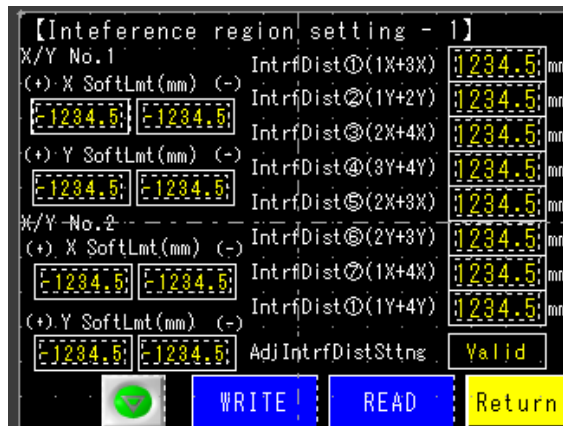 【Inteference region setting - 1】
X/Y No.1
(+) X SoftLmt(mm) (-)
-1234.5 -1234.5
(+) Y SoftLmt(mm) (-)
-1234.5 -1234.5
X/Y No.2
(+) X SoftLmt(mm) (-)
-1234.5 -1234.5
(+) Y SoftLmt(mm) (-)
-1234.5 -1234.5
IntrfDist①(1X+3X) 1234.5 mm
IntrfDist②(1Y+2Y) 1234.5 mm
IntrfDist③(2X+4X) 1234.5 mm
IntrfDist④(3Y+4Y) 1234.5 mm
IntrfDist⑤(2X+3X) 1234.5 mm
IntrfDist⑥(2Y+3Y) 1234.5 mm
IntrfDist⑦(1X+4X) 1234.5 mm
IntrfDist①(1Y+4Y) 1234.5 mm
AdjIntrfDistSttng Valid
WRITE READ Return